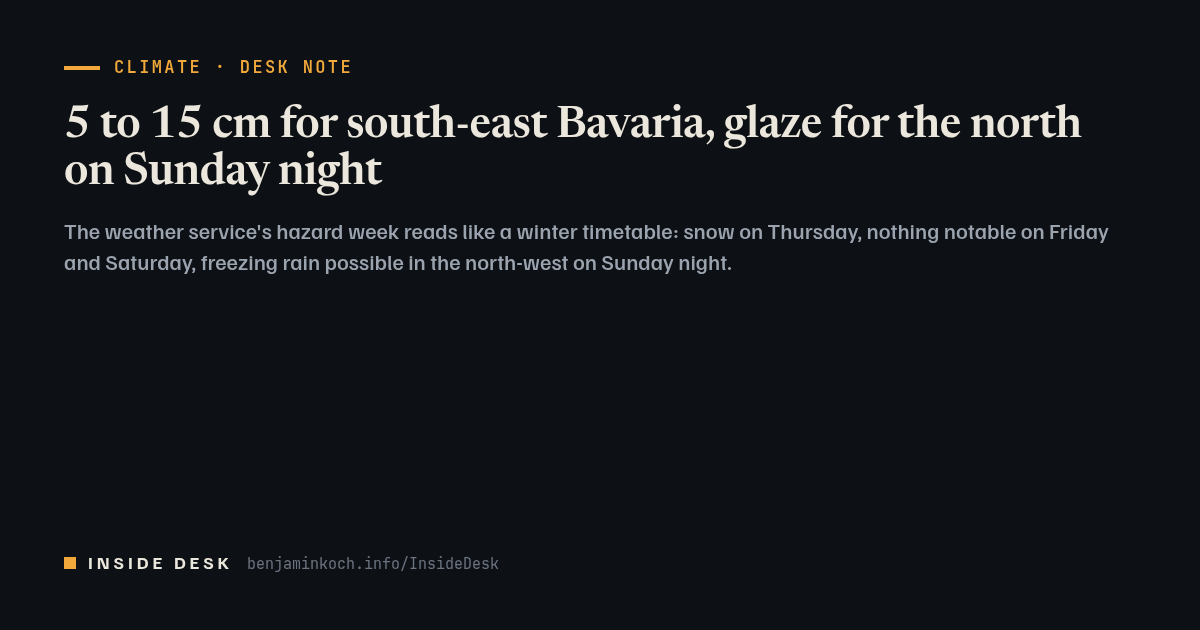 CLIMATE · DESK NOTE
5 to 15 cm for south-east Bavaria, glaze for the north
on Sunday night
The weather service's hazard week reads like a winter timetable: snow on Thursday, nothing notable on Friday
and Saturday, freezing rain possible in the north-west on Sunday night.
INSIDE DESK benjaminkoch.info/InsideDesk